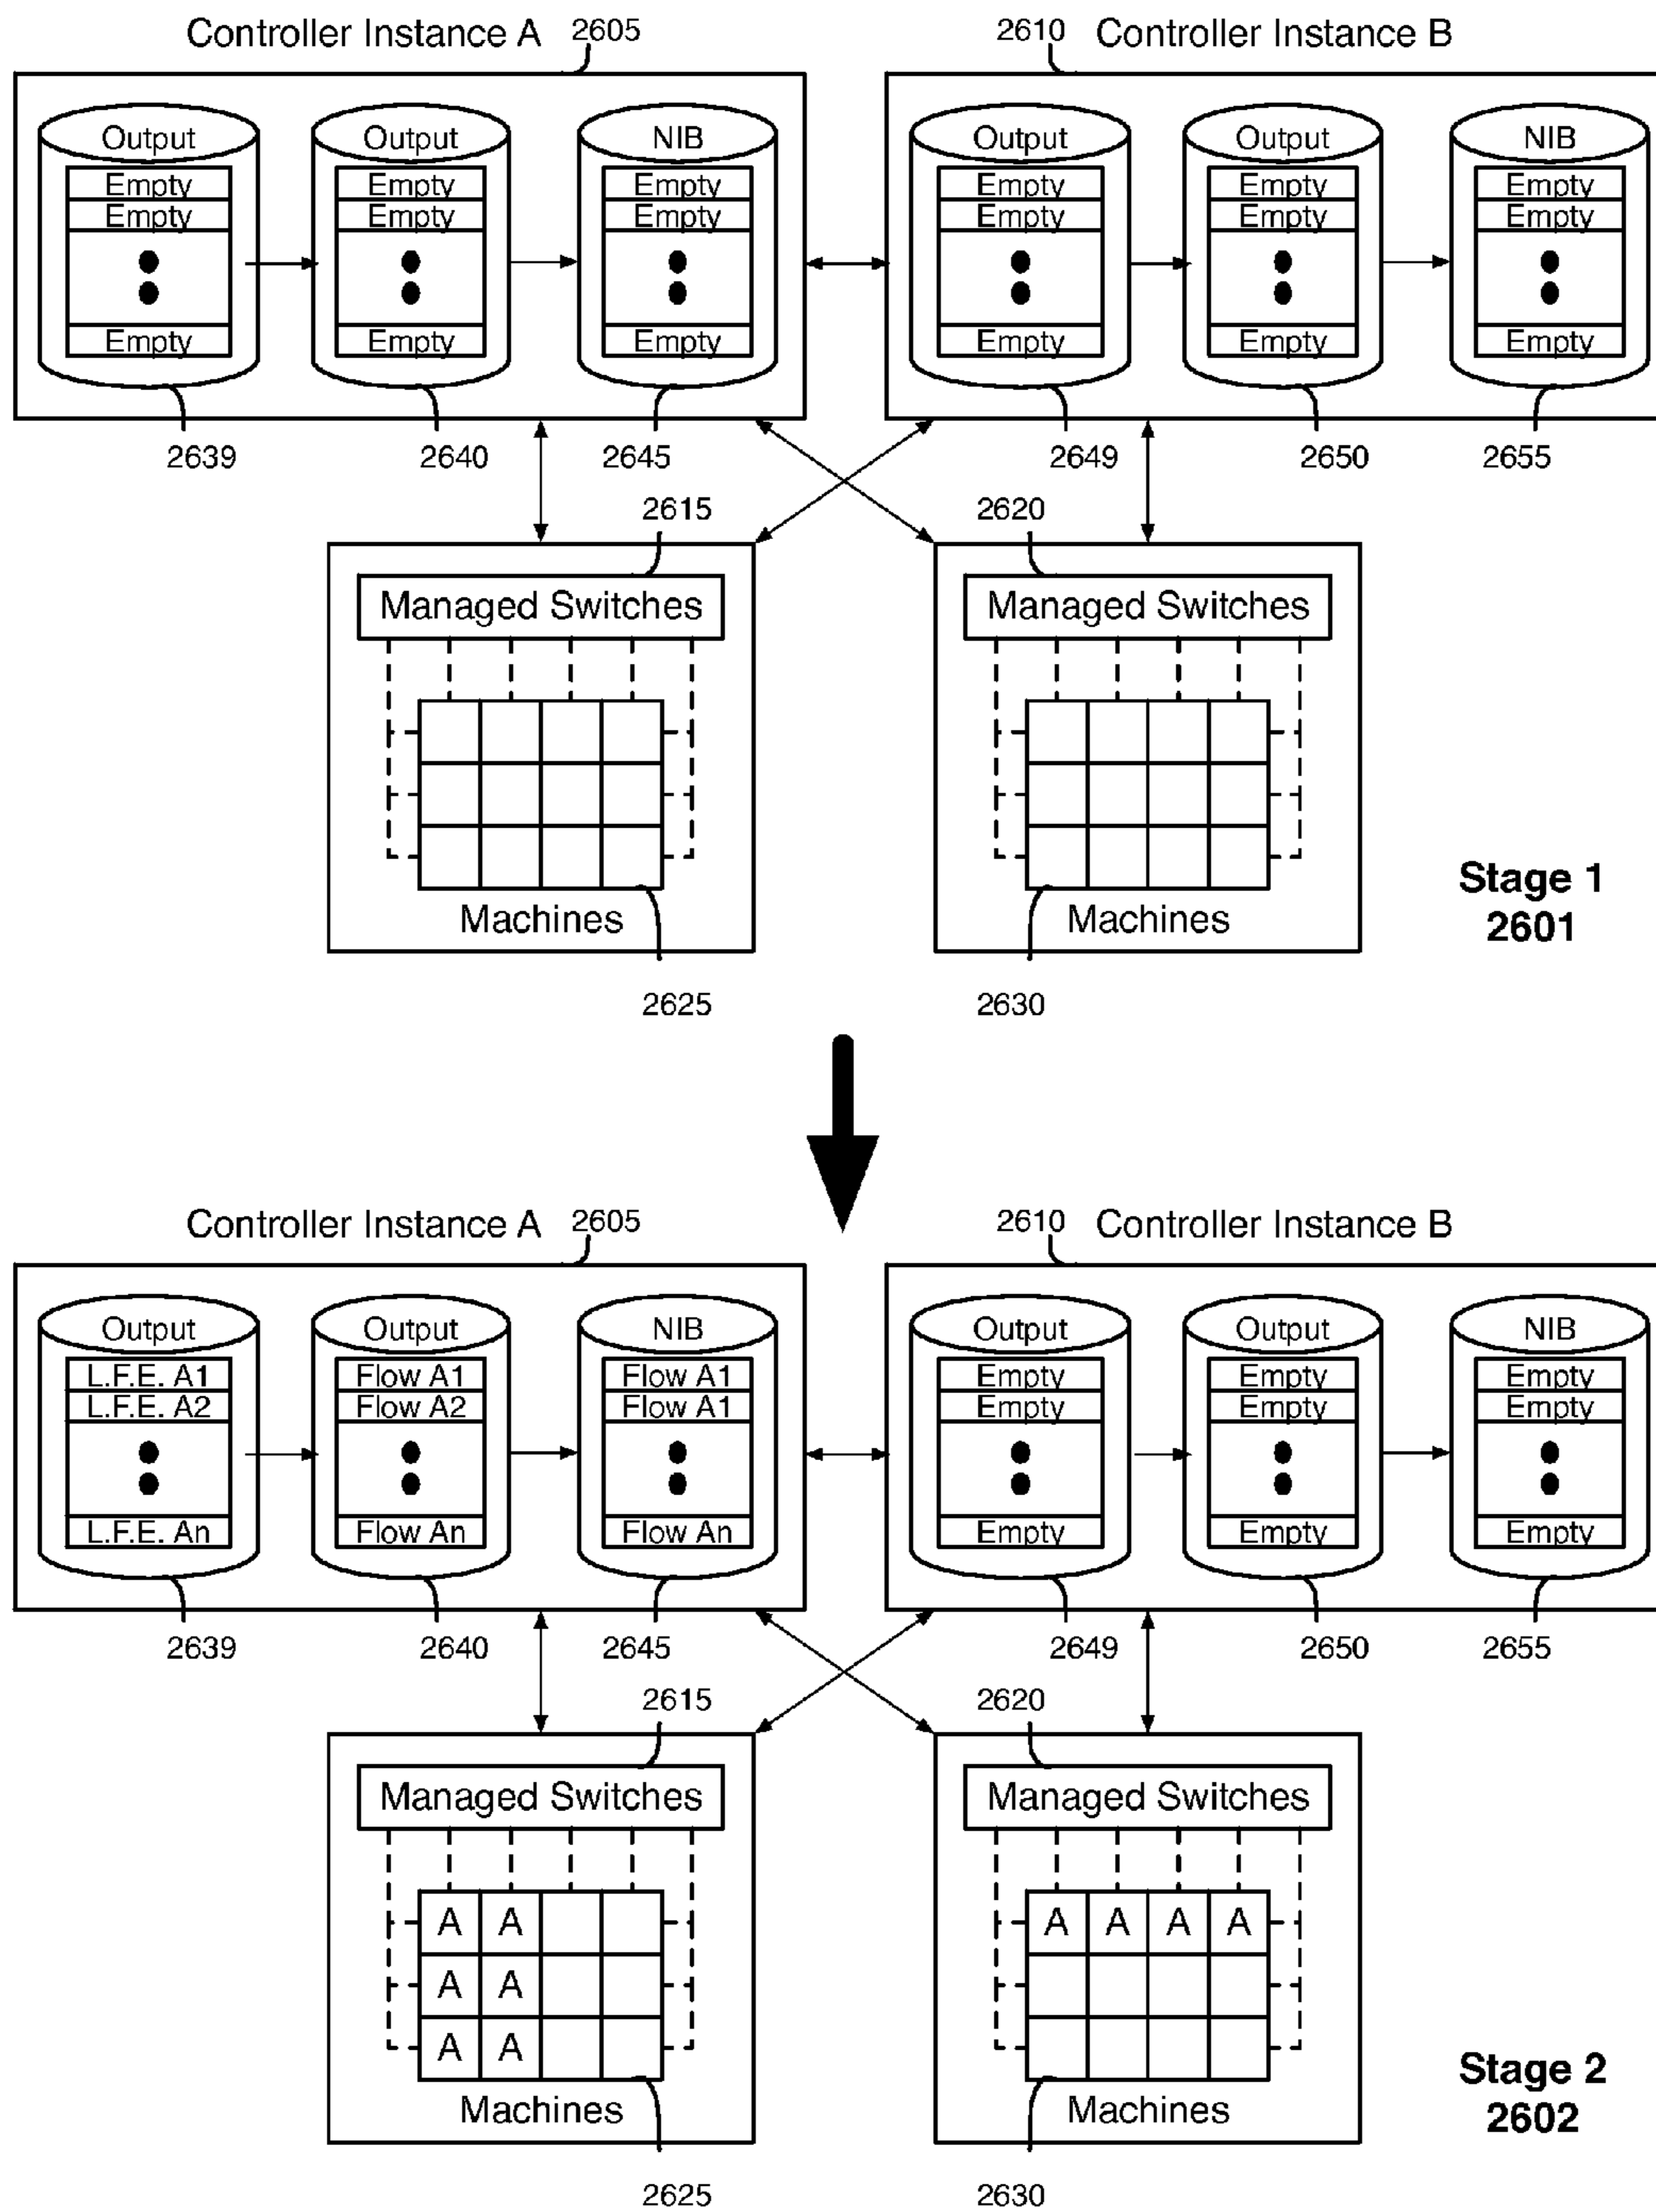 Controller Instance A 2605
2610 Controller Instance B
Output Output NIB Output Output NIB
Empty Empty Empty Empty Empty Empty
Empty Empty Empty Empty Empty Empty
Empty Empty Empty Empty Empty Empty
2639 2640 2645 2649 2650 2655
2615 2620
Managed Switches Managed Switches
Machines Machines
Stage 1
2601
2625 2630
Controller Instance A 2605
2610 Controller Instance B
Output Output NIB Output Output NIB
L.F.E. A1 Flow A1 Flow A1 Empty Empty Empty
L.F.E. A2 Flow A2 Flow A1 Empty Empty Empty
L.F.E. An Flow An Flow An Empty Empty Empty
2639 2640 2645 2649 2650 2655
2615 2620
Managed Switches Managed Switches
A A A A A A
A A
A A
Machines Machines
Stage 2
2602
2625 2630